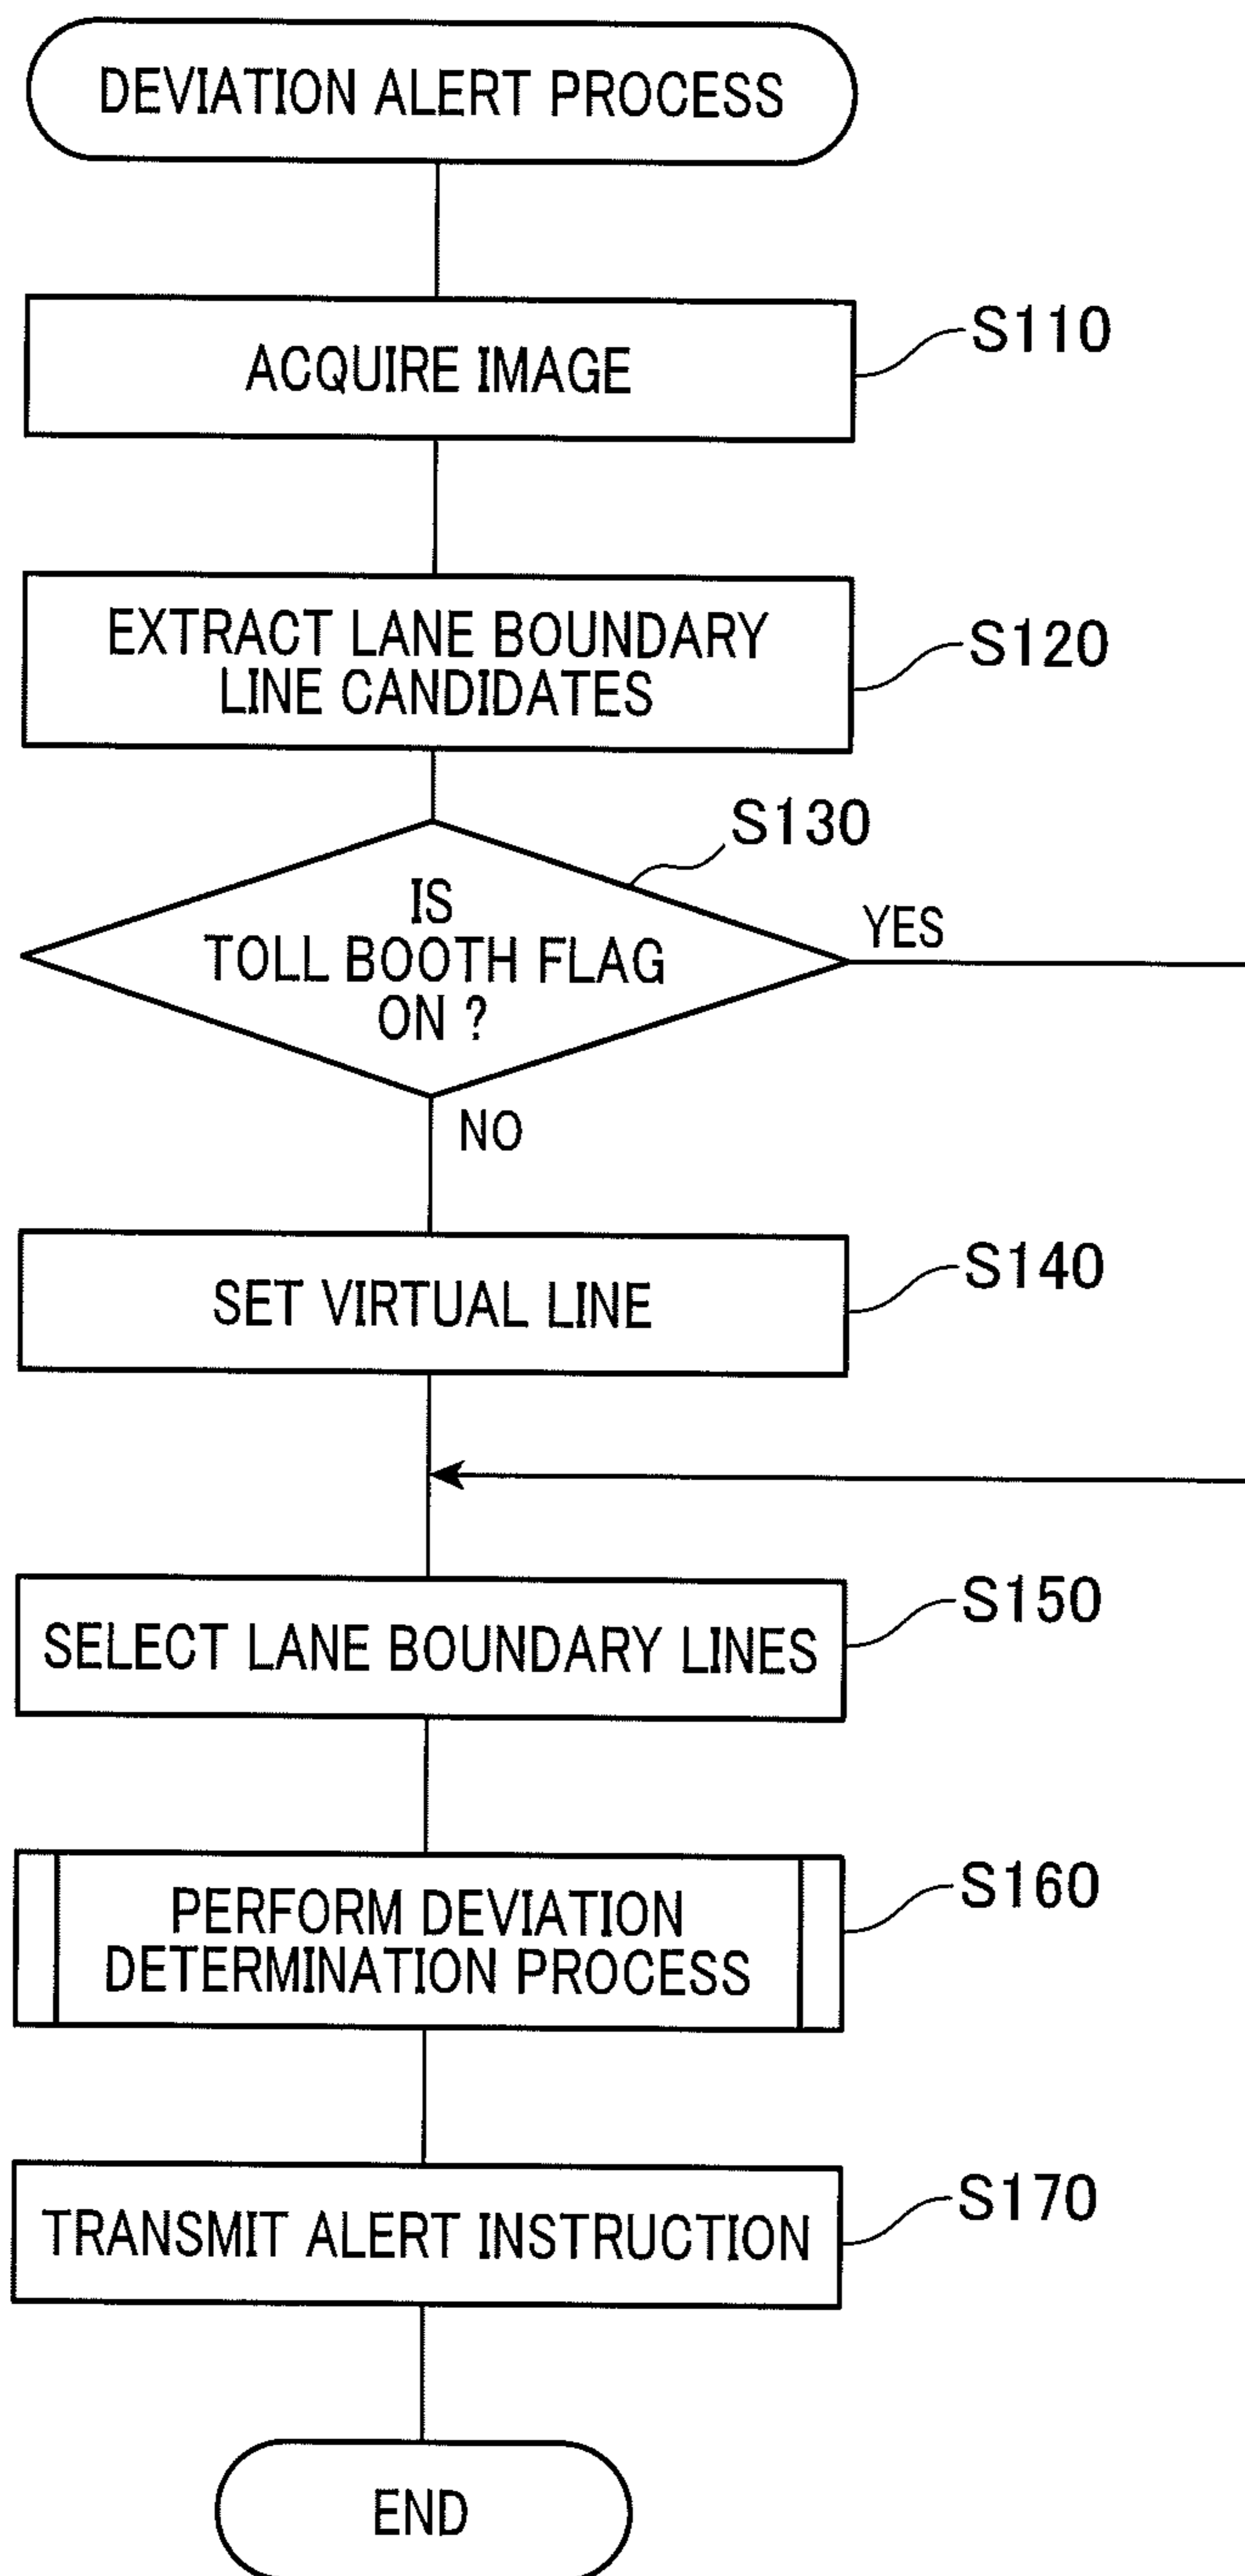 DEVIATION ALERT PROCESS
ACQUIRE IMAGE
S110
EXTRACT LANE BOUNDARY
LINE CANDIDATES
S120
S130
IS
TOLL BOOTH FLAG
ON ?
YES
NO
SET VIRTUAL LINE
S140
SELECT LANE BOUNDARY LINES
S150
PERFORM DEVIATION
DETERMINATION PROCESS
S160
TRANSMIT ALERT INSTRUCTION
S170
END